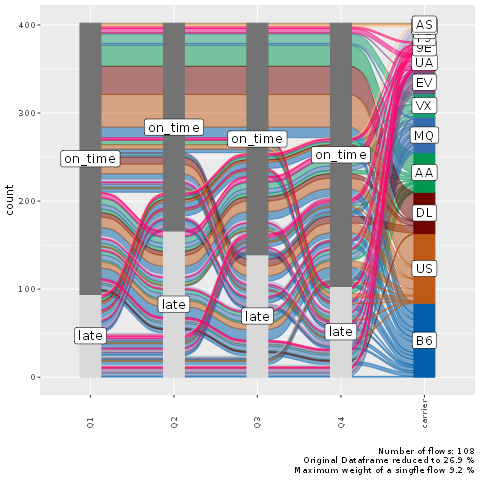 400
300
200
100
0
count
on_time
on_time
on_time
on_time
late
late
late
late
AS
9E
UA
EV
VX
MQ
AA
DL
US
B6
Q1
Q2
Q3
Q4
carrier
Number of flows: 108
Original Dataframe reduced to 26.9 %
Maximum weight of a singfle flow 9.2 %